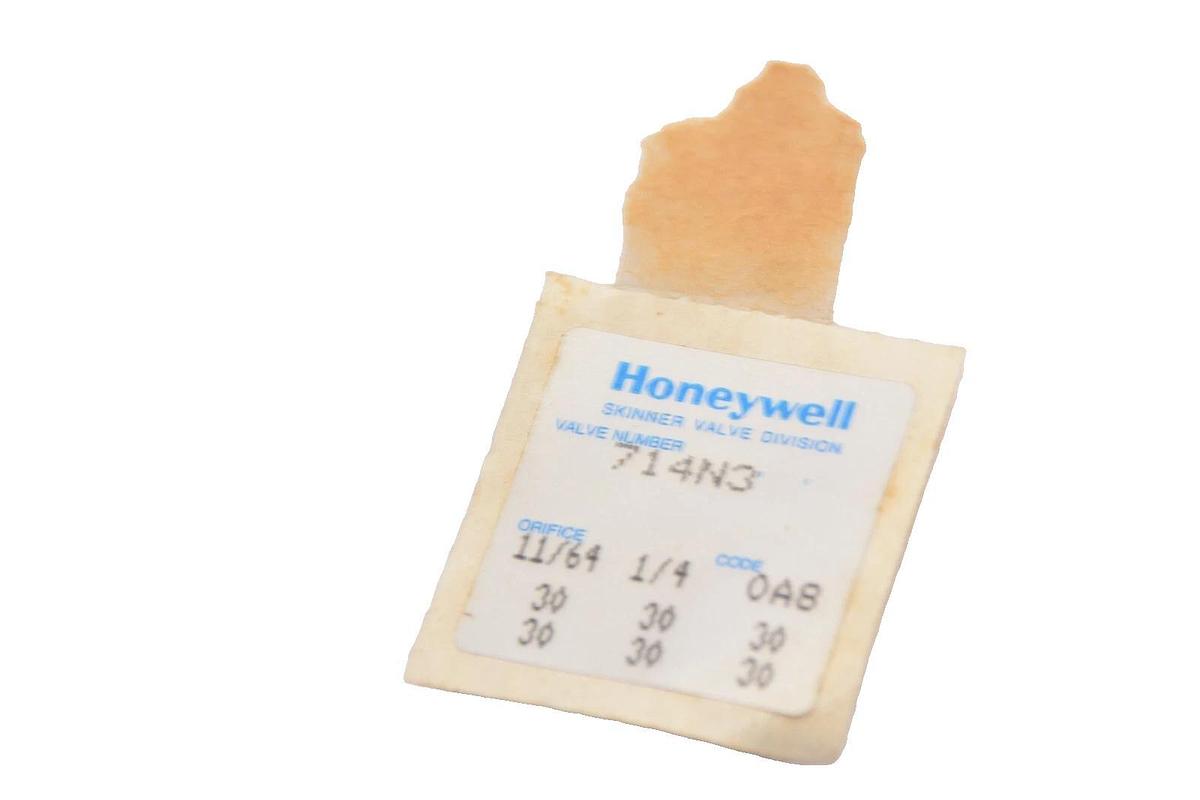 Honeywell
SKINNER VALVE DIVISION
VALVE NUMBER
714N3
ORIFICE CODE
11/64 1/4 0A8
30 30 30
30 30 30